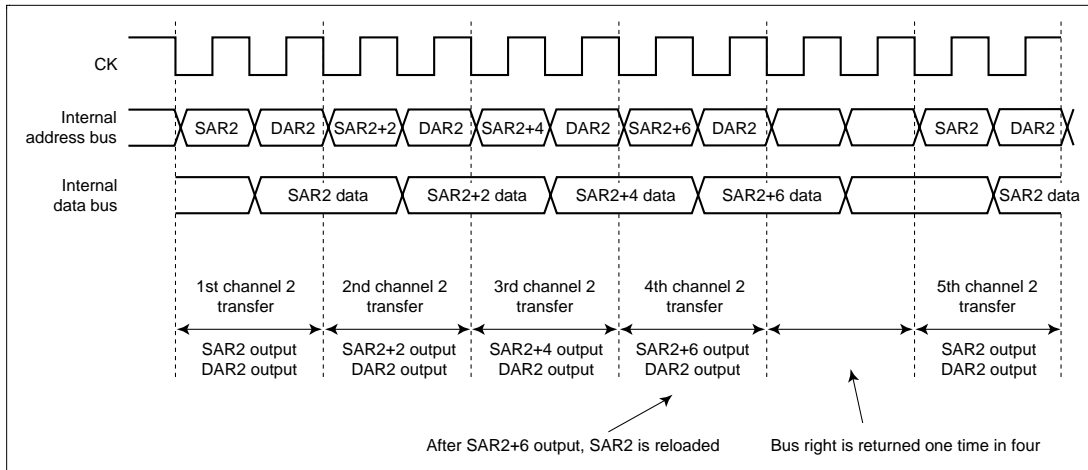 CK
Internal
address bus
SAR2 DAR2 SAR2+2 DAR2 SAR2+4 DAR2 SAR2+6 DAR2 SAR2 DAR2
Internal
data bus
SAR2 data SAR2+2 data SAR2+4 data SAR2+6 data SAR2 data
1st channel 2
transfer
2nd channel 2
transfer
3rd channel 2
transfer
4th channel 2
transfer
5th channel 2
transfer
SAR2 output
DAR2 output
SAR2+2 output
DAR2 output
SAR2+4 output
DAR2 output
SAR2+6 output
DAR2 output
SAR2 output
DAR2 output
After SAR2+6 output, SAR2 is reloaded
Bus right is returned one time in four